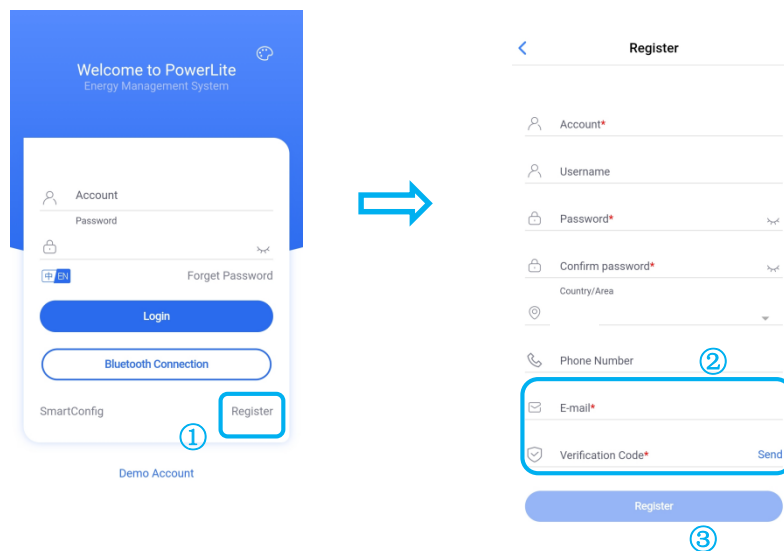 Welcome to PowerLite
Energy Management System
Account
Password
中 EN
Forget Password
Login
Bluetooth Connection
SmartConfig
Register
①
Demo Account
Register
Account*
Username
Password*
Confirm password*
Country/Area
Phone Number
②
E-mail*
Verification Code*
Send
Register
③